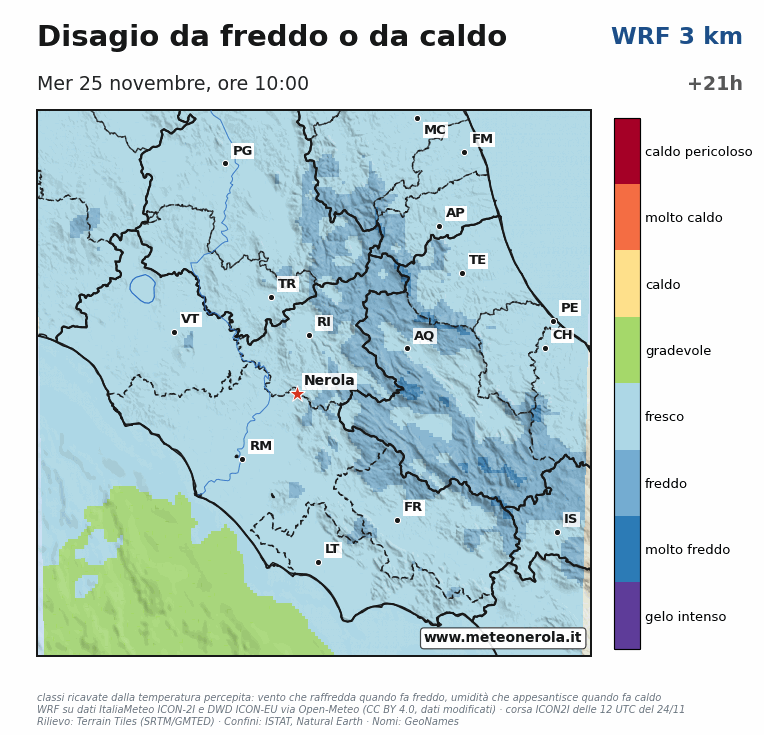 Disagio da freddo o da caldo
WRF 3 km
Mer 25 novembre, ore 10:00
+21h
MC
FM
PG
AP
TE
TR
PE
VT
RI
AQ
CH
Nerola
RM
FR
IS
LT
www.meteonerola.it
caldo pericoloso
molto caldo
caldo
gradevole
fresco
freddo
molto freddo
gelo intenso
classi ricavate dalla temperatura percepita: vento che raffredda quando fa freddo, umidità che appesantisce quando fa caldo
WRF su dati ItaliaMeteo ICON-2I e DWD ICON-EU via Open-Meteo (CC BY 4.0, dati modificati) · corsa ICON2I delle 12 UTC del 24/11
Rilievo: Terrain Tiles (SRTM/GMTED) · Confini: ISTAT, Natural Earth · Nomi: GeoNames